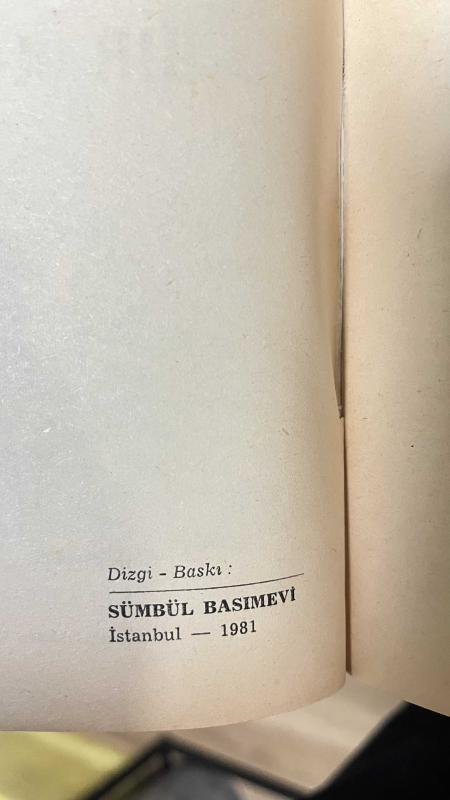 Dizgi - Baskı :
SÜMBÜL BASIMEVİ
İstanbul — 1981